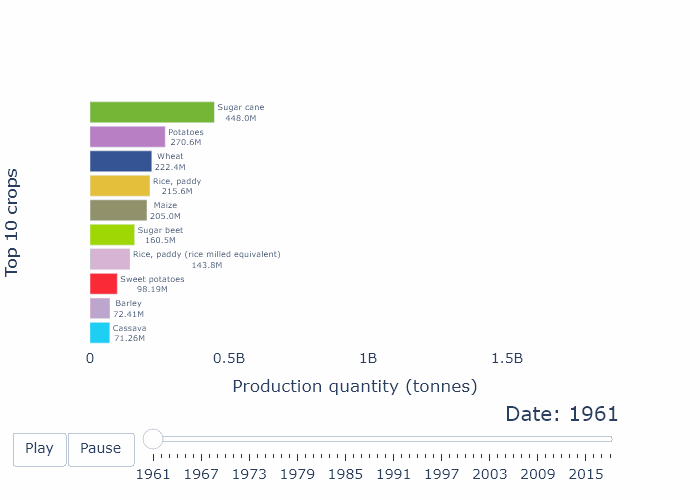 Top 10 crops
Sugar cane
448.0M
Potatoes
270.6M
Wheat
222.4M
Rice, paddy
215.6M
Maize
205.0M
Sugar beet
160.5M
Rice, paddy (rice milled equivalent)
143.8M
Sweet potatoes
98.19M
Barley
72.41M
Cassava
71.26M
0 0.5B 1B 1.5B
Production quantity (tonnes)
Date: 1961
Play Pause
1961 1967 1973 1979 1985 1991 1997 2003 2009 2015